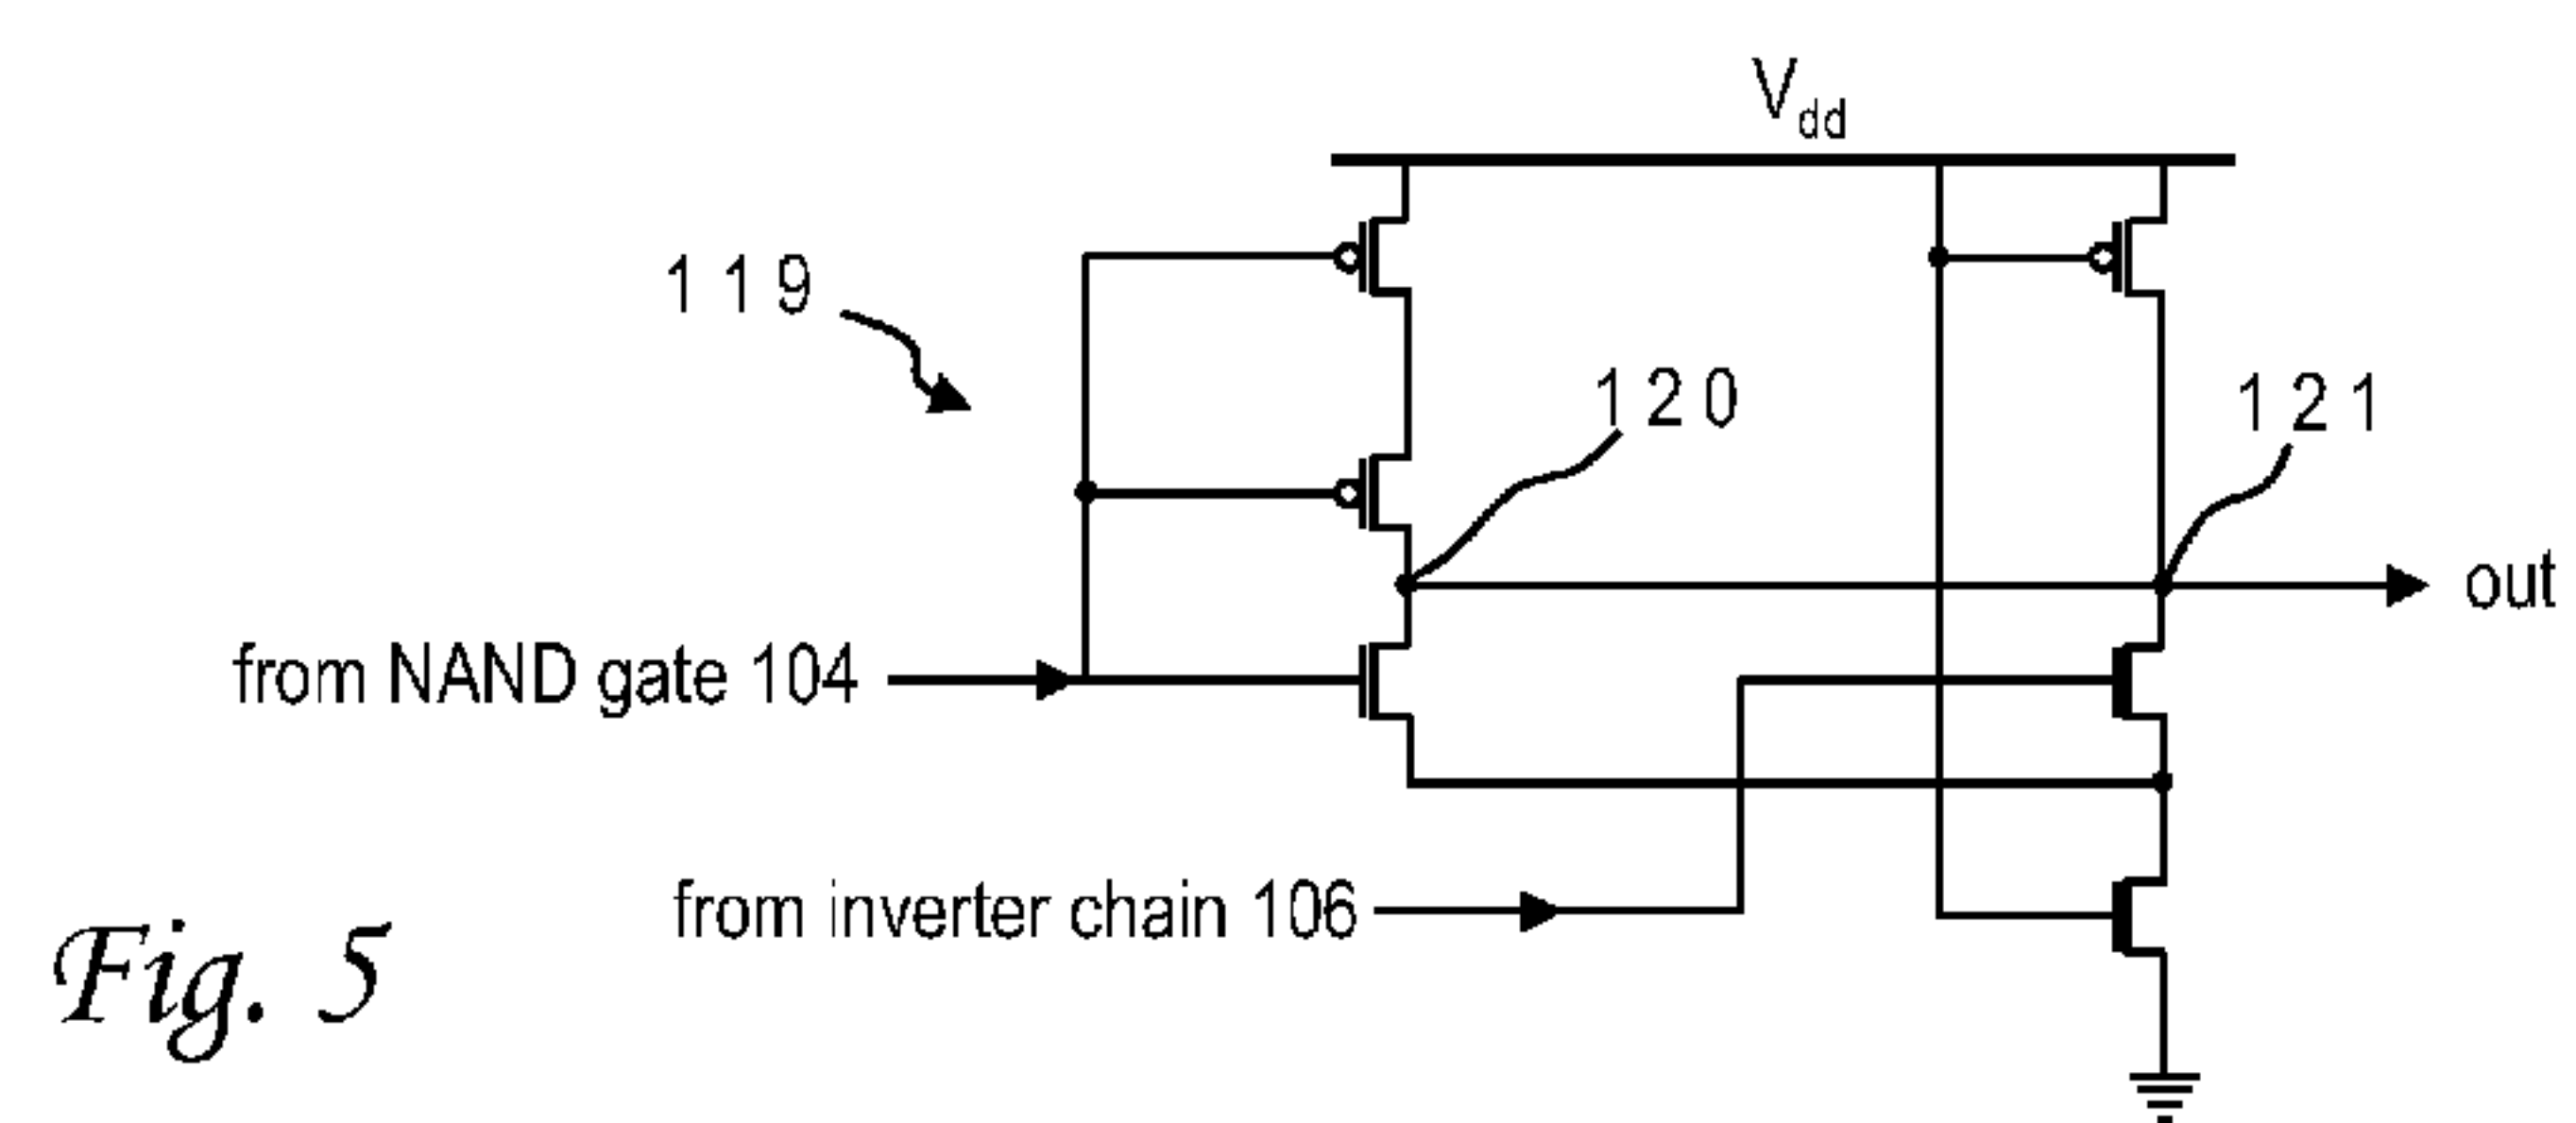 Vdd
119
120
121
out
from NAND gate 104
from inverter chain 106
Fig. 5